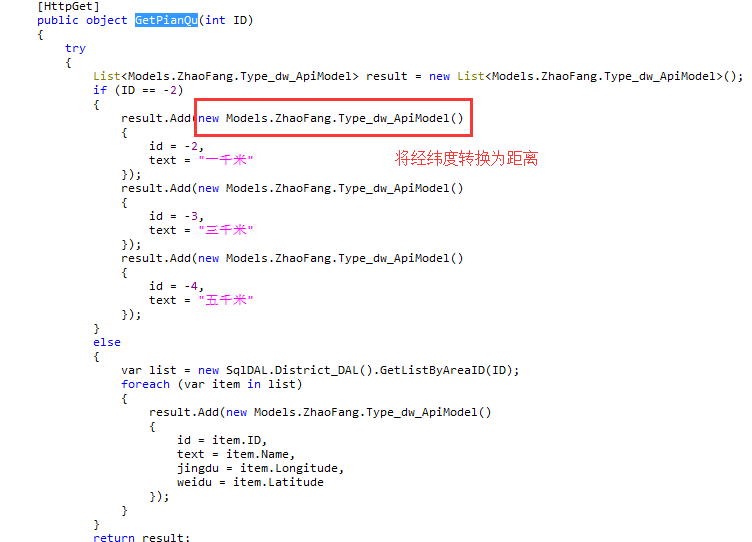 [HttpGet]
public object GetPianQu(int ID)
{
try
{
List<Models.ZhaoFang.Type_dw_ApiModel> result = new List<Models.ZhaoFang.Type_dw_ApiModel>();
if (ID == -2)
{
result.Add(new Models.ZhaoFang.Type_dw_ApiModel()
{
id = -2,
text = "一千米"
将经纬度转换为距离
});
result.Add(new Models.ZhaoFang.Type_dw_ApiModel()
{
id = -3,
text = "三千米"
});
result.Add(new Models.ZhaoFang.Type_dw_ApiModel()
{
id = -4,
text = "五千米"
});
}
else
{
var list = new SqlDAL.District_DAL().GetListByAreaID(ID);
foreach (var item in list)
{
result.Add(new Models.ZhaoFang.Type_dw_ApiModel()
{
id = item.ID,
text = item.Name,
jingdu = item.Longitude,
weidu = item.Latitude
});
}
}
return result;